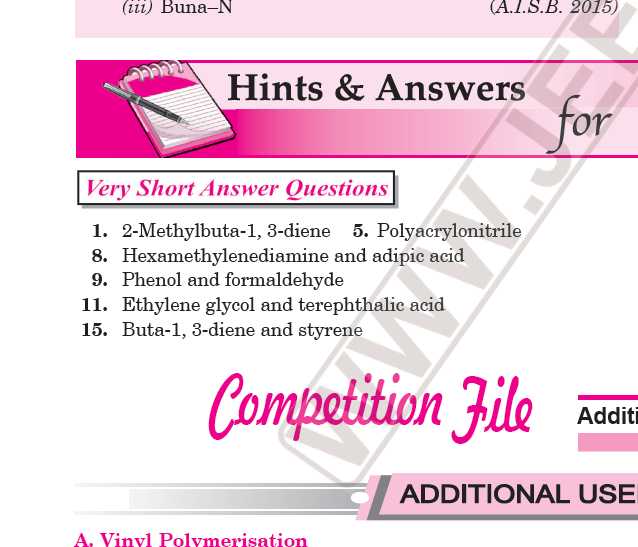 (iii) Buna–N (A.I.S.B. 2015)
Hints & Answers
for
Very Short Answer Questions
1. 2-Methylbuta-1, 3-diene 5. Polyacrylonitrile
8. Hexamethylenediamine and adipic acid
9. Phenol and formaldehyde
11. Ethylene glycol and terephthalic acid
15. Buta-1, 3-diene and styrene
Competition File
Additi
ADDITIONAL USE
A. Vinyl Polymerisation
WWW.JEE